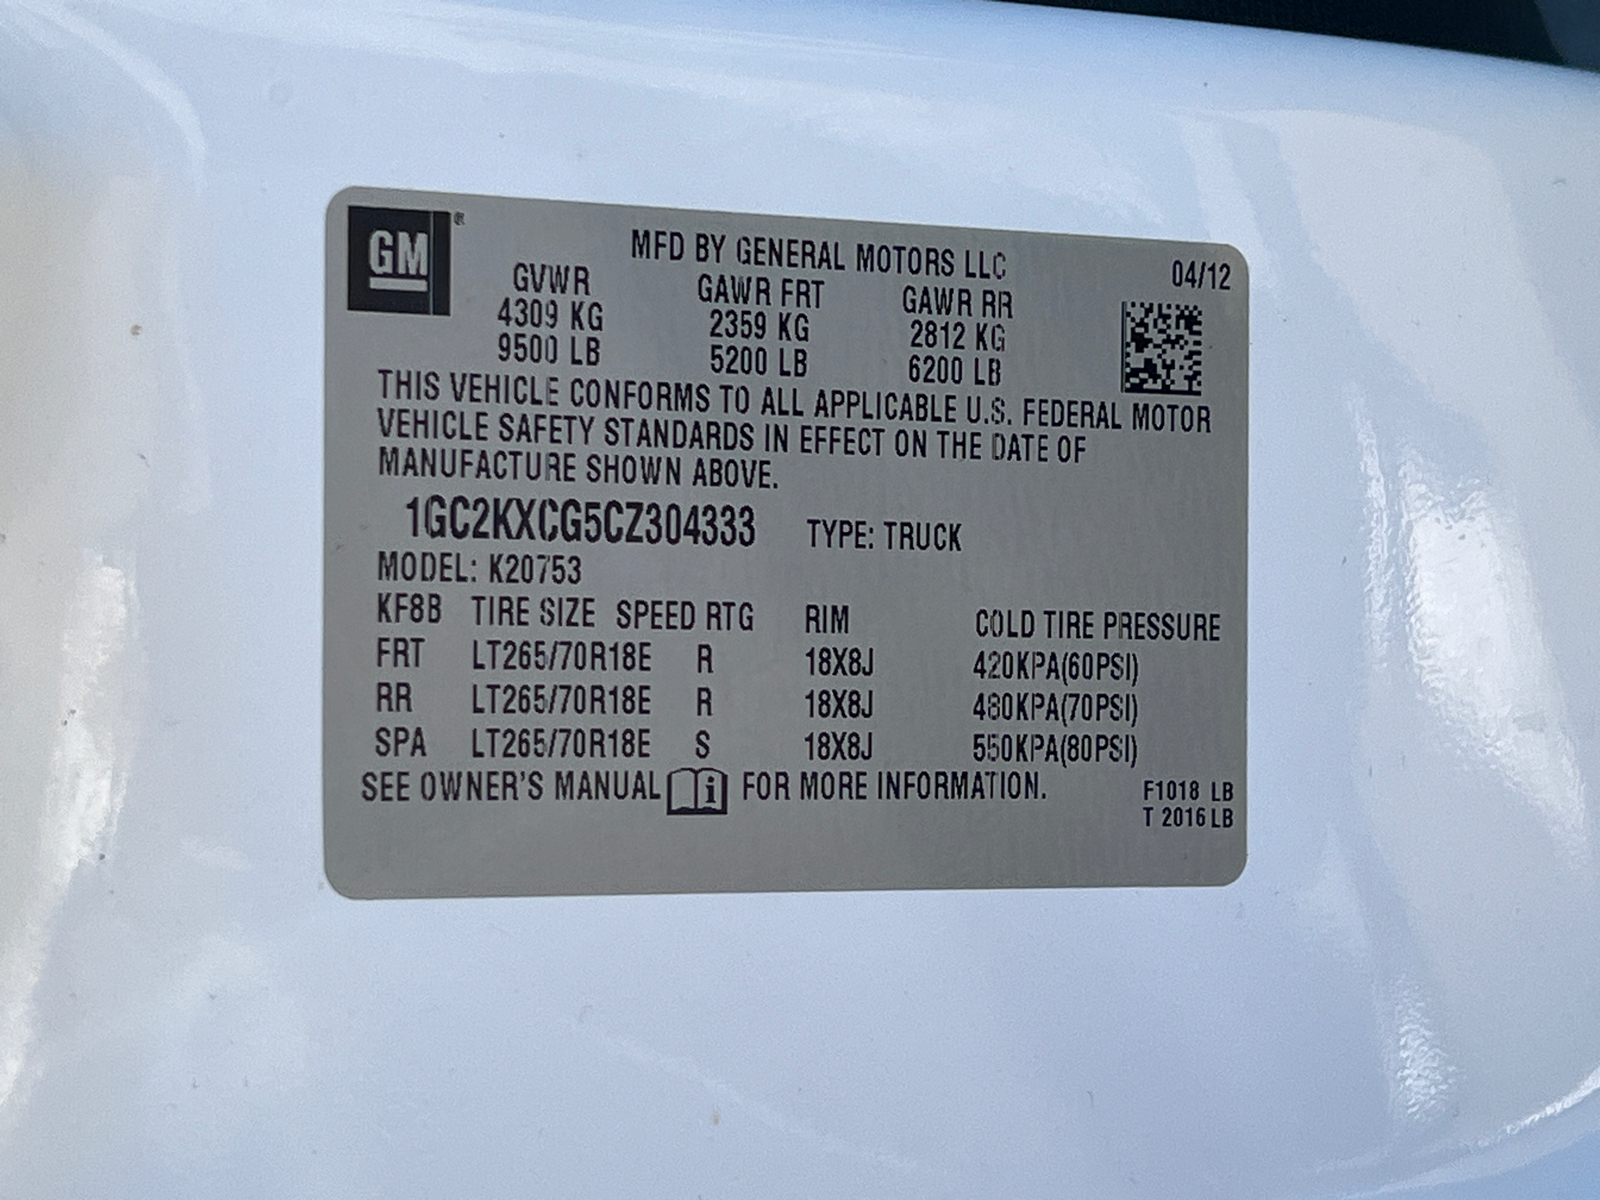 GM®
MFD BY GENERAL MOTORS LLC 04/12
GVWR GAWR FRT GAWR RR
4309 KG 2359 KG 2812 KG
9500 LB 5200 LB 6200 LB
THIS VEHICLE CONFORMS TO ALL APPLICABLE U.S. FEDERAL MOTOR
VEHICLE SAFETY STANDARDS IN EFFECT ON THE DATE OF
MANUFACTURE SHOWN ABOVE.
1GC2KXCG5CZ304333 TYPE: TRUCK
MODEL: K20753
KF8B TIRE SIZE SPEED RTG RIM COLD TIRE PRESSURE
FRT LT265/70R18E R 18X8J 420KPA(60PSI)
RR LT265/70R18E R 18X8J 480KPA(70PSI)
SPA LT265/70R18E S 18X8J 550KPA(80PSI)
SEE OWNER'S MANUAL i FOR MORE INFORMATION.
F1018 LB
T 2016 LB